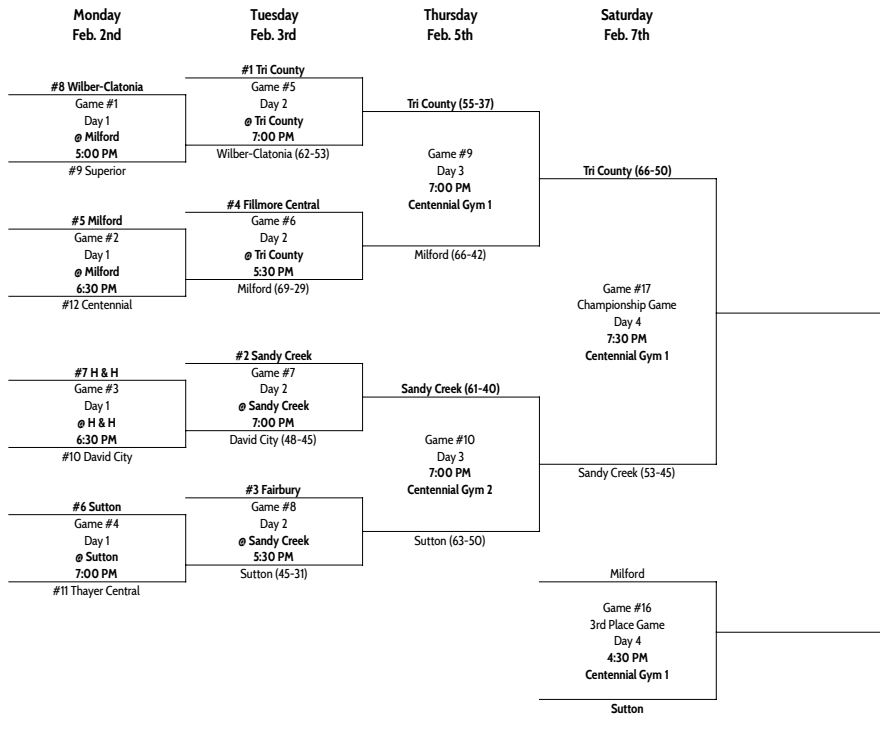 Monday
Feb. 2nd
Tuesday
Feb. 3rd
Thursday
Feb. 5th
Saturday
Feb. 7th
#8 Wilber-Clatonia
Game #1
Day 1
@ Milford
5:00 PM
#9 Superior
#5 Milford
Game #2
Day 1
@ Milford
6:30 PM
#12 Centennial
#7 H & H
Game #3
Day 1
@ H & H
6:30 PM
#10 David City
#6 Sutton
Game #4
Day 1
@ Sutton
7:00 PM
#11 Thayer Central
#1 Tri County
Game #5
Day 2
@ Tri County
7:00 PM
Wilber-Clatonia (62-53)
#4 Fillmore Central
Game #6
Day 2
@ Tri County
5:30 PM
Milford (69-29)
#2 Sandy Creek
Game #7
Day 2
@ Sandy Creek
7:00 PM
David City (48-45)
#3 Fairbury
Game #8
Day 2
@ Sandy Creek
5:30 PM
Sutton (45-31)
Tri County (55-37)
Game #9
Day 3
7:00 PM
Centennial Gym 1
Milford (66-42)
Sandy Creek (61-40)
Game #10
Day 3
7:00 PM
Centennial Gym 2
Sutton (63-50)
Tri County (66-50)
Game #17
Championship Game
Day 4
7:30 PM
Centennial Gym 1
Sandy Creek (53-45)
Milford
Game #16
3rd Place Game
Day 4
4:30 PM
Centennial Gym 1
Sutton